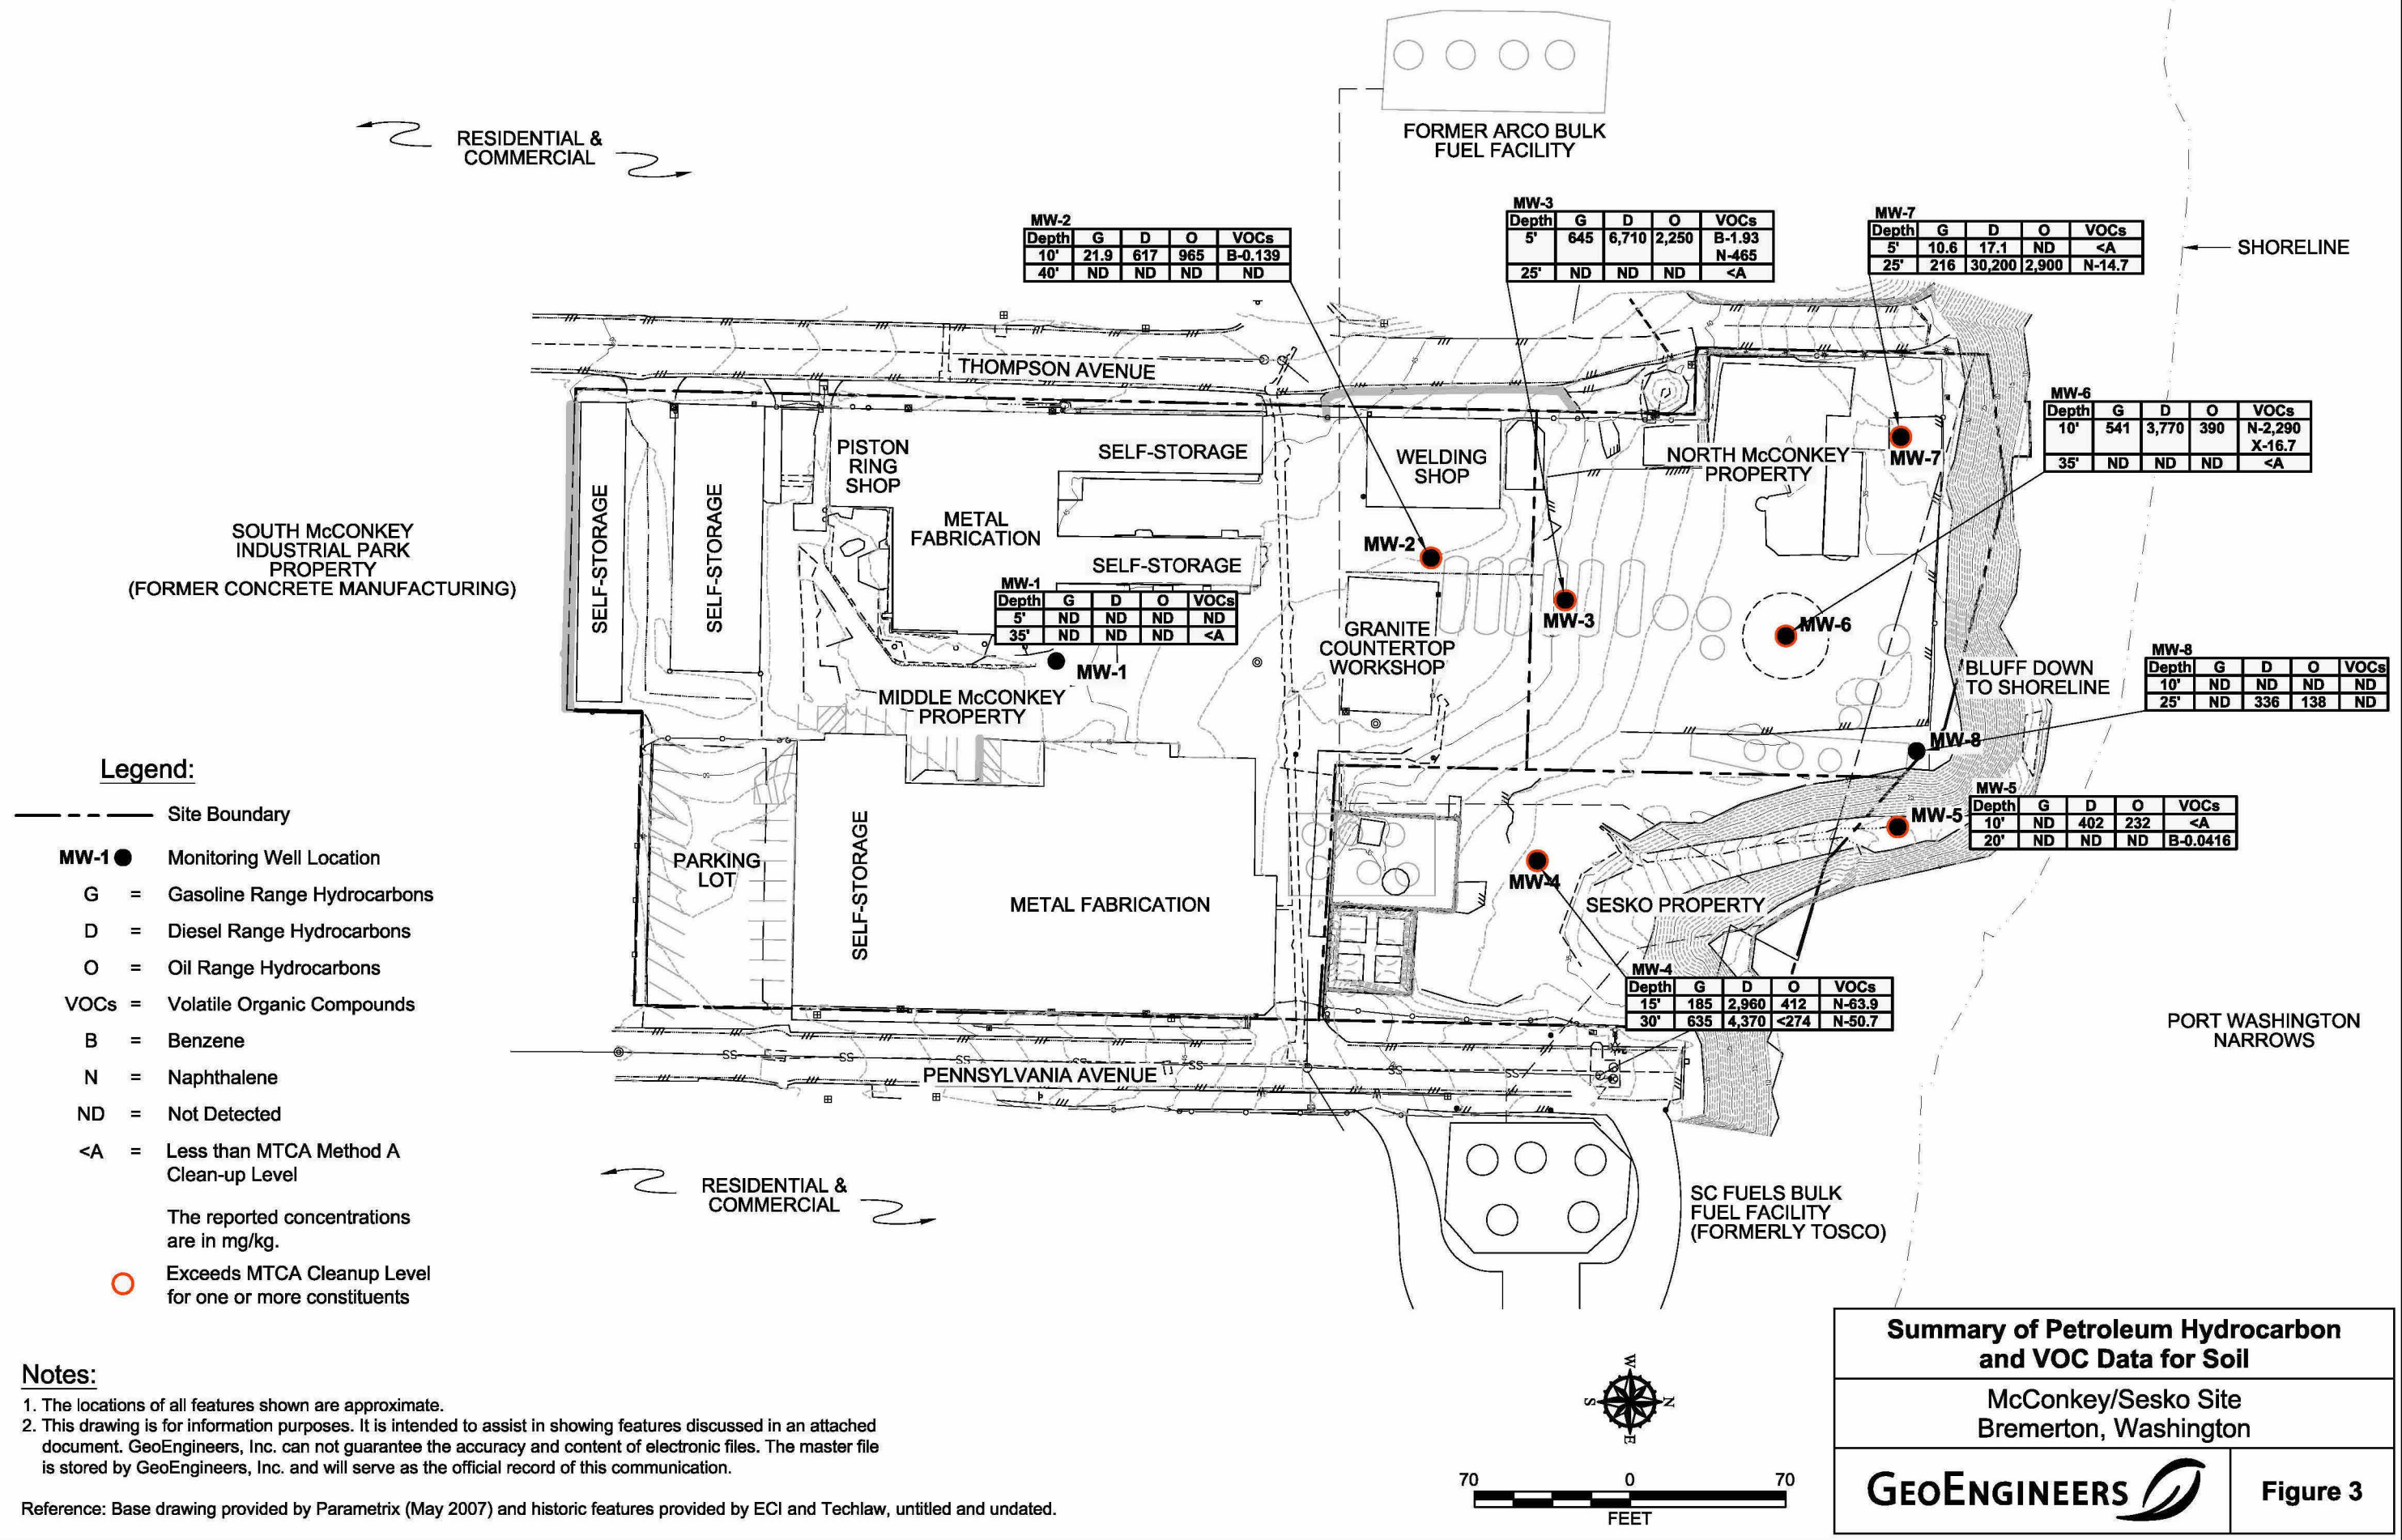 FORMER ARCO BULK
FUEL FACILITY
RESIDENTIAL &
COMMERCIAL
MW-2
Depth G D O VOCs
10' 21.9 617 965 B-0.139
40' ND ND ND ND
MW-3
Depth G D O VOCs
5' 645 6,710 2,250 B-1.93
N-465
25' ND ND ND <A
MW-7
Depth G D O VOCs
5' 10.6 17.1 ND <A
25' 216 30,200 2,900 N-14.7
SHORELINE
THOMPSON AVENUE
MW-6
Depth G D O VOCs
10' 541 3,770 390 N-2,290
X-16.7
35' ND ND ND <A
SOUTH McCONKEY
INDUSTRIAL PARK
PROPERTY
(FORMER CONCRETE MANUFACTURING)
SELF-STORAGE
SELF-STORAGE
PISTON
RING
SHOP
METAL
FABRICATION
SELF-STORAGE
SELF-STORAGE
WELDING
SHOP
NORTH McCONKEY
PROPERTY
MW-7
MW-2
MW-3
MW-6
MW-1
Depth G D O VOCs
5' ND ND ND ND
35' ND ND ND <A
MW-1
GRANITE
COUNTERTOP
WORKSHOP
MIDDLE McCONKEY
PROPERTY
BLUFF DOWN
TO SHORELINE
MW-8
Depth G D O VOCs
10' ND ND ND ND
25' ND 336 138 ND
MW-8
MW-5
Depth G D O VOCs
10' ND 402 232 <A
20' ND ND ND B-0.0416
MW-5
PARKING
LOT
SELF-STORAGE
METAL FABRICATION
MW-4
SESKO PROPERTY
MW-4
Depth G D O VOCs
15' 185 2,960 412 N-63.9
30' 635 4,370 <274 N-50.7
PORT WASHINGTON
NARROWS
SS SS SS SS SS SS SS
PENNSYLVANIA AVENUE
RESIDENTIAL &
COMMERCIAL
SC FUELS BULK
FUEL FACILITY
(FORMERLY TOSCO)
Legend:
Site Boundary
MW-1 Monitoring Well Location
G = Gasoline Range Hydrocarbons
D = Diesel Range Hydrocarbons
O = Oil Range Hydrocarbons
VOCs = Volatile Organic Compounds
B = Benzene
N = Naphthalene
ND = Not Detected
<A = Less than MTCA Method A
Clean-up Level
The reported concentrations
are in mg/kg.
Exceeds MTCA Cleanup Level
for one or more constituents
Notes:
1. The locations of all features shown are approximate.
2. This drawing is for information purposes. It is intended to assist in showing features discussed in an attached
document. GeoEngineers, Inc. can not guarantee the accuracy and content of electronic files. The master file
is stored by GeoEngineers, Inc. and will serve as the official record of this communication.
Reference: Base drawing provided by Parametrix (May 2007) and historic features provided by ECI and Techlaw, untitled and undated.
W
S N
E
70 0 70
FEET
Summary of Petroleum Hydrocarbon
and VOC Data for Soil
McConkey/Sesko Site
Bremerton, Washington
GEOENGINEERS
Figure 3